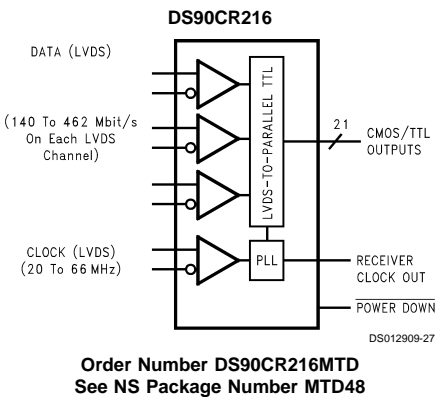 DS90CR216
DATA (LVDS)
(140 To 462 Mbit/s
On Each LVDS
Channel)
LVDS-TO-PARALLEL TTL
21
CMOS/TTL
OUTPUTS
CLOCK (LVDS)
(20 To 66 MHz)
PLL
RECEIVER
CLOCK OUT
POWER DOWN
DS012909-27
Order Number DS90CR216MTD
See NS Package Number MTD48